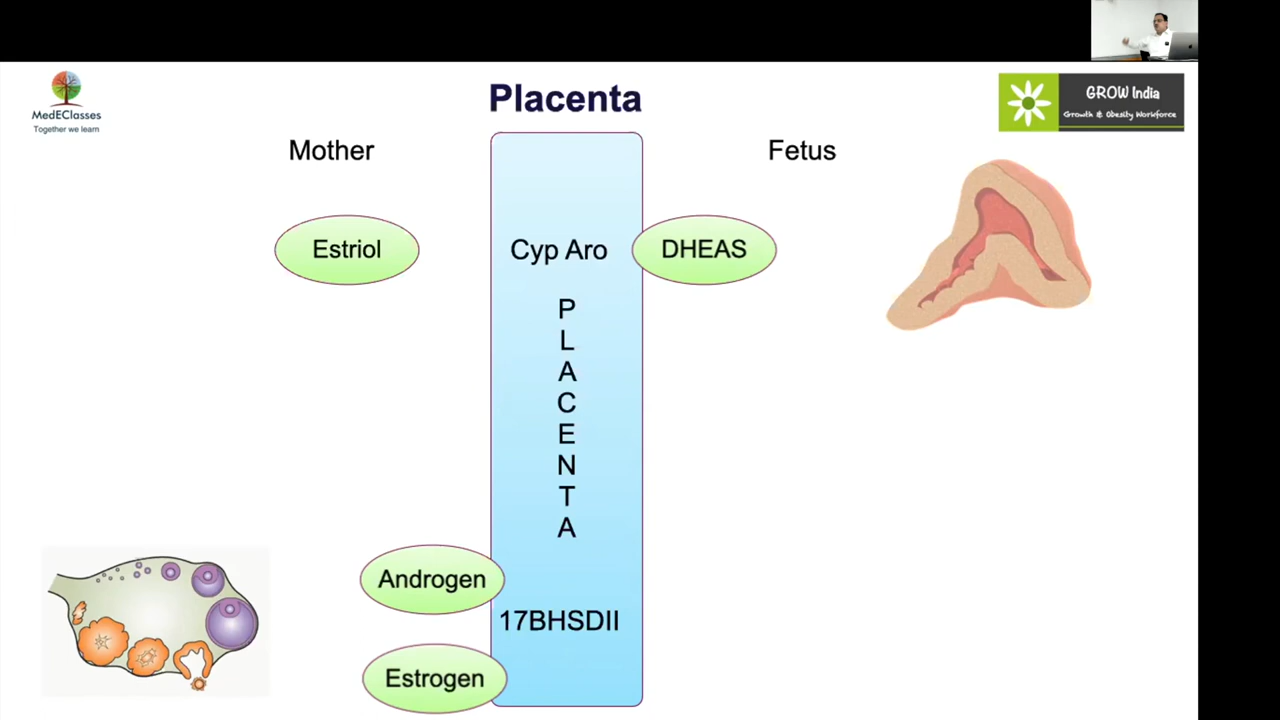 Placenta
MedEClasses
Together we learn
GROW India
Growth & Obesity Workforce
Mother
Fetus
Estriol
Cyp Aro
DHEAS
P
L
A
C
E
N
T
A
Androgen
17BHSDII
Estrogen